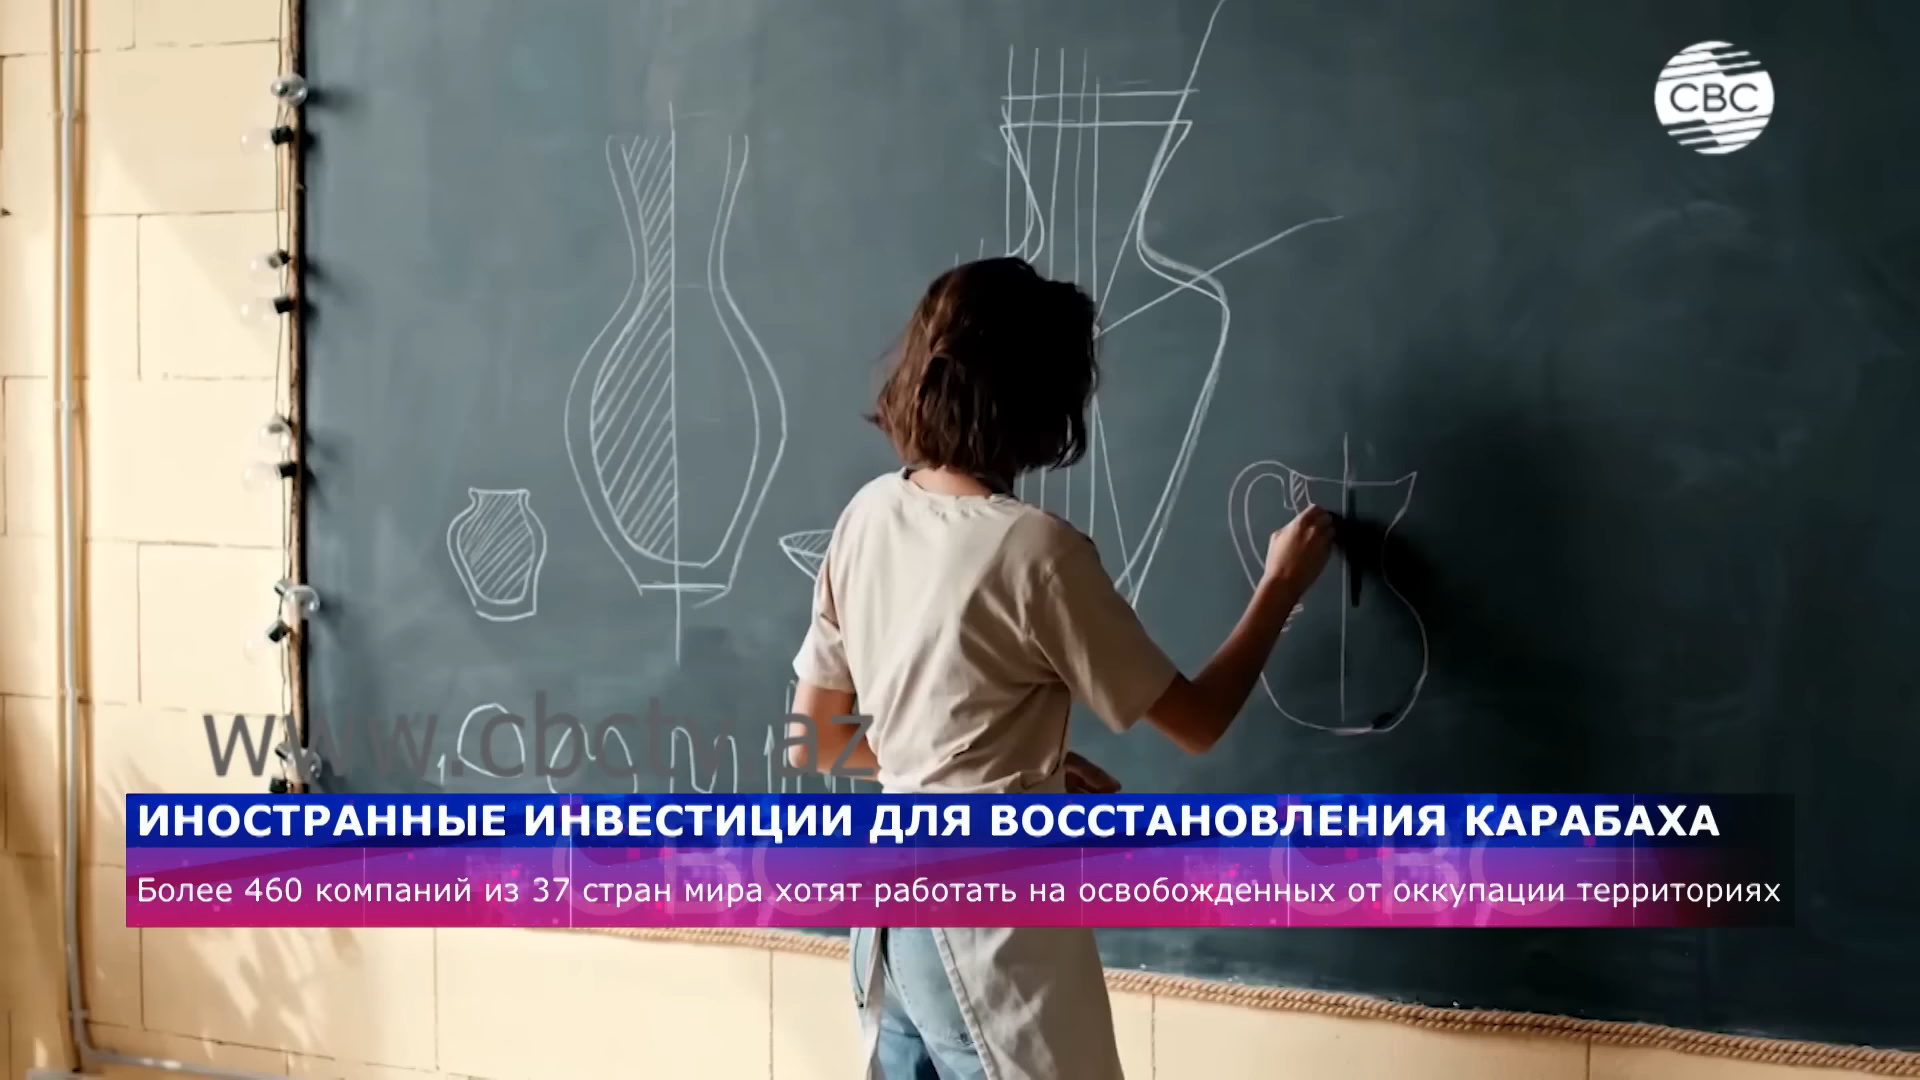 CBC
www.cbctv.az
ИНОСТРАННЫЕ ИНВЕСТИЦИИ ДЛЯ ВОССТАНОВЛЕНИЯ КАРАБАХА
Более 460 компаний из 37 стран мира хотят работать на освобожденных от оккупации территориях